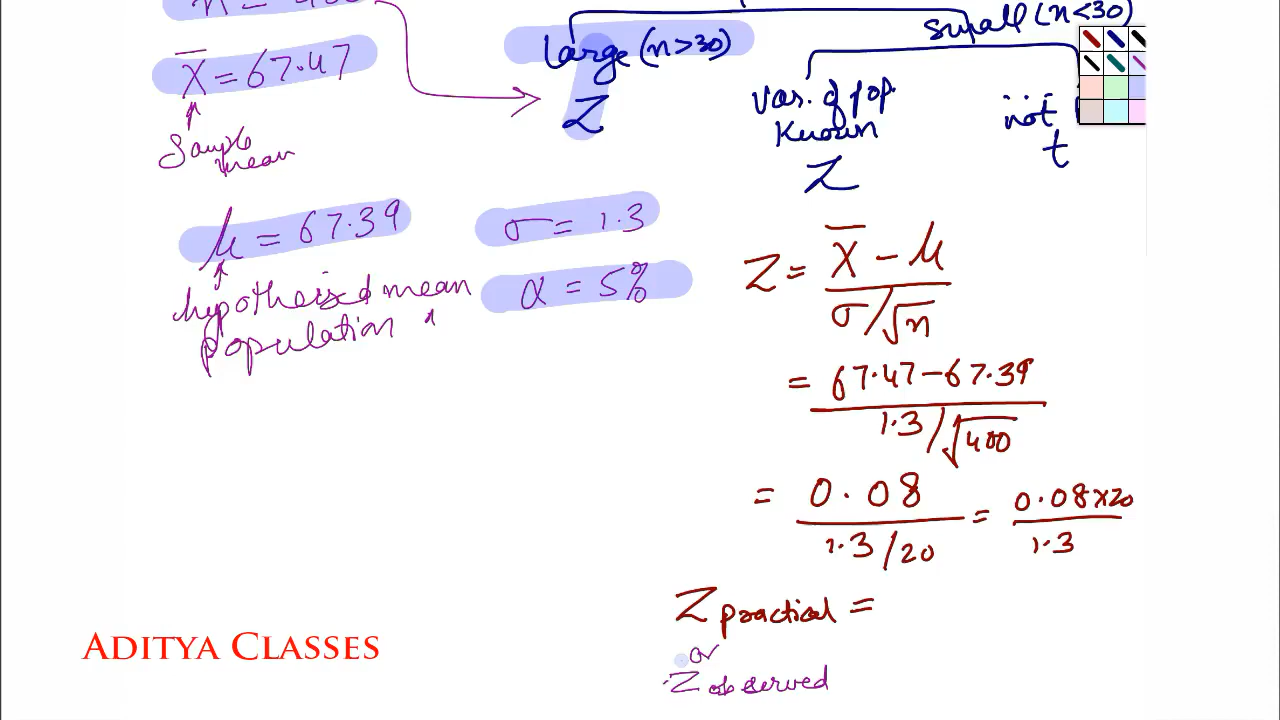 small (n<30)
large (n>30)
X̄ = 67.47
Z
Var. of pop.
Known
not
t
Sample
mean
Z
μ = 67.39
σ = 1.3
α = 5%
hypothesized mean
population "
Z = X̄ - μ / σ/√n
= 67.47-67.39 / 1.3/√400
= 0.08 / 1.3/20 = 0.08×20 / 1.3
Z practical =
or
Z observed
ADITYA CLASSES